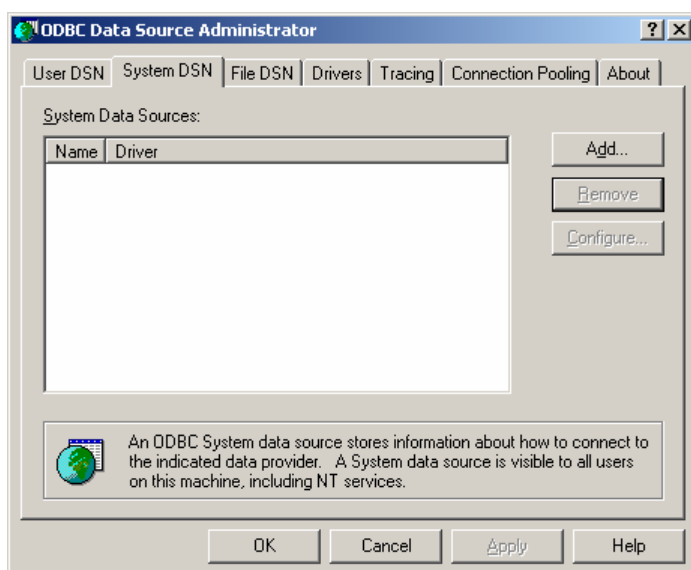 ODBC Data Source Administrator
User DSN System DSN File DSN Drivers Tracing Connection Pooling About
System Data Sources:
Name Driver
Add...
Remove
Configure...
An ODBC System data source stores information about how to connect to
the indicated data provider. A System data source is visible to all users
on this machine, including NT services.
OK Cancel Apply Help